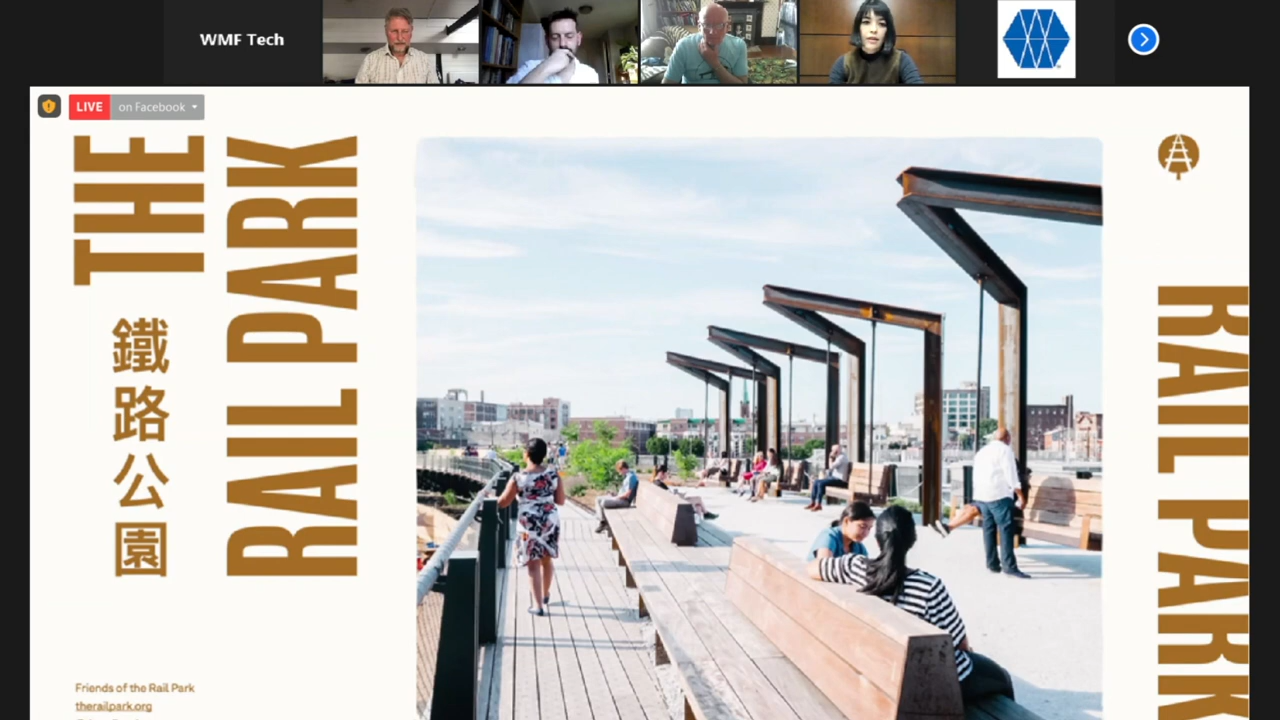 WMF Tech
LIVE
on Facebook
THE
RAIL PARK
鐵路公園
RAIL PARK
Friends of the Rail Park
therailpark.org